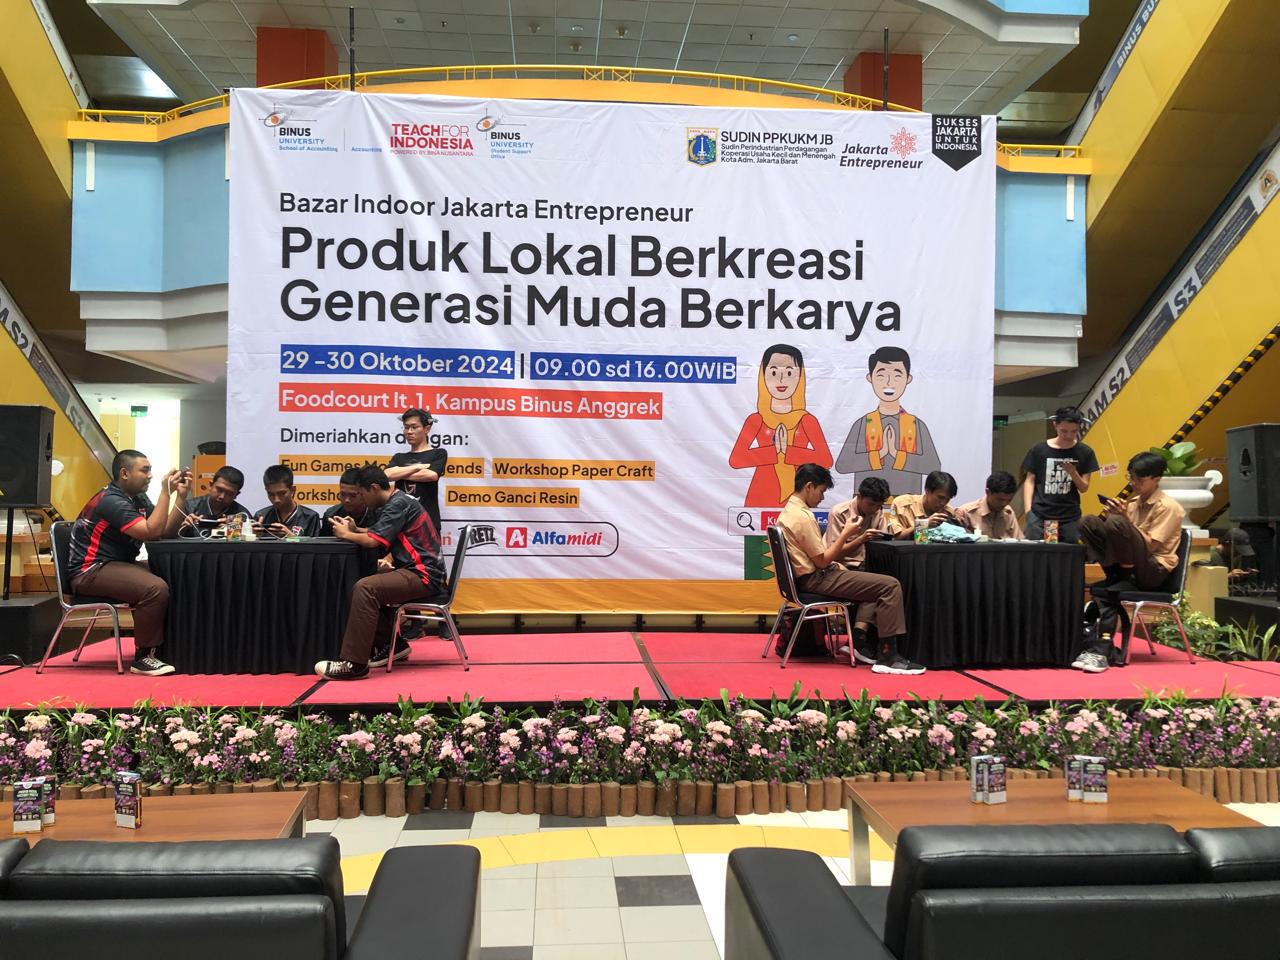 BINUS
UNIVERSITY
School of Accounting
Accounting
TEACHFOR
INDONESIA
POWERED BY BINA NUSANTARA
BINUS
UNIVERSITY
Student Support
Office
SUDIN PPKUKM JB
Sudin Perindustrian Perdagangan
Koperasi Usaha Kecil dan Menengah
Kota Adm. Jakarta Barat
Jakarta
Entrepreneur
SUKSES
JAKARTA
UNTUK
INDONESIA
Bazar Indoor Jakarta Entrepreneur
Produk Lokal Berkreasi
Generasi Muda Berkarya
29 -30 Oktober 2024 | 09.00 sd 16.00WIB
Foodcourt lt.1, Kampus Binus Anggrek
Dimeriahkan
Fun Games
Workshop Paper Craft
Demo Ganci Resin
Alfamidi
S3
S2